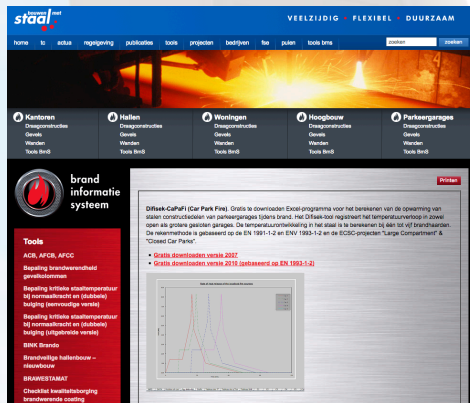 bouwen met
staal
VEELZIJDIG • FLEXIBEL • DUURZAAM
home tc actus regelgeving publicaties tools projecten bedrijven fse puien tools bms zoeken zoeken
Kantoren
Draagconstructies
Gevels
Wanden
Tools BmS
Hallen
Draagconstructies
Gevels
Wanden
Tools BmS
Woningen
Draagconstructies
Gevels
Wanden
Tools BmS
Hoogbouw
Draagconstructies
Gevels
Wanden
Tools BmS
Parkeergarages
Draagconstructies
Gevels
Wanden
Tools BmS
brand
informatie
systeem
Tools
ACB, AFCB, AFCC
Bepaling brandwerendheid
gevelkolommen
Bepaling kritieke staaltemperatuur
bij normaalkracht en (dubbele)
buiging (eenvoudige versie)
Bepaling kritieke staaltemperatuur
bij normaalkracht en (dubbele)
buiging (uitgebreide versie)
BINK Brando
Brandveilige hallenbouw –
nieuwbouw
BRAWESTAMAT
Checklist kwaliteitsborging
brandwerende coating
Printen
Difisek-CaPaFi (Car Park Fire). Gratis te downloaden Excel-programma voor het berekenen van de opwarming van
stalen constructiedelen van parkeergarages tijdens brand. Het Difisek-tool registreert het temperatuurverloop in zowel
open als grotere gesloten garages. De temperatuurontwikkeling in het staal is te berekenen bij één tot vijf brandhaarden.
De rekenmethode is gebaseerd op de EN 1991-1-2 en ENV 1993-1-2 en de ECSC-projecten "Large Compartment" &
"Closed Car Parks".
• Gratis downloaden versie 2007
• Gratis downloaden versie 2010 (gebaseerd op EN 1993-1-2)